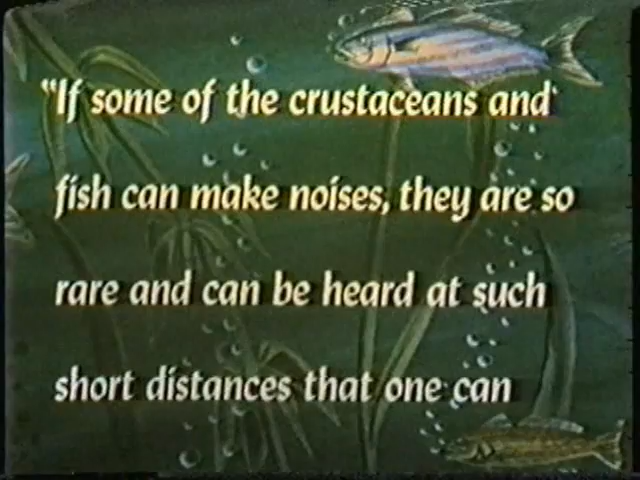 "If some of the crustaceans and
fish can make noises, they are so
rare and can be heard at such
short distances that one can